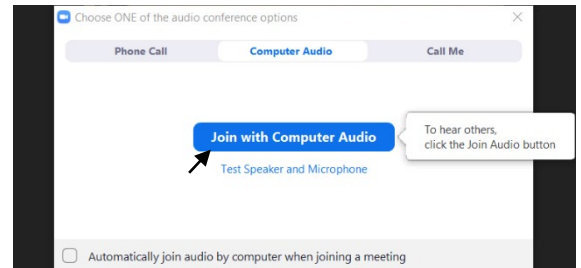 Choose ONE of the audio conference options
Phone Call
Computer Audio
Call Me
Join with Computer Audio
To hear others,
click the Join Audio button
Test Speaker and Microphone
Automatically join audio by computer when joining a meeting